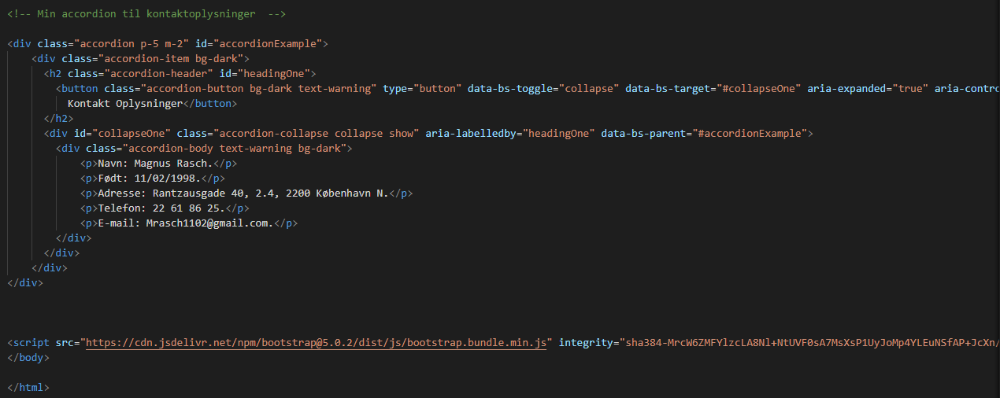 <!-- Min accordion til kontaktoplysninger  -->
<div class="accordion p-5 m-2" id="accordionExample">
<div class="accordion-item bg-dark">
<h2 class="accordion-header" id="headingOne">
<button class="accordion-button bg-dark text-warning" type="button" data-bs-toggle="collapse" data-bs-target="#collapseOne" aria-expanded="true" aria-contro
Kontakt Oplysninger</button>
</h2>
<div id="collapseOne" class="accordion-collapse collapse show" aria-labelledby="headingOne" data-bs-parent="#accordionExample">
<div class="accordion-body text-warning bg-dark">
<p>Navn: Magnus Rasch.</p>
<p>Født: 11/02/1998.</p>
<p>Adresse: Rantzausgade 40, 2.4, 2200 København N.</p>
<p>Telefon: 22 61 86 25.</p>
<p>E-mail: Mrasch1102@gmail.com.</p>
</div>
</div>
</div>
</div>
<script src="https://cdn.jsdelivr.net/npm/bootstrap@5.0.2/dist/js/bootstrap.bundle.min.js" integrity="sha384-MrcW6ZMFYlzcLA8Nl+NtUVF0sA7MsXsP1UyJoMp4YLEuNSfAP+JcXn/
</body>
</html>